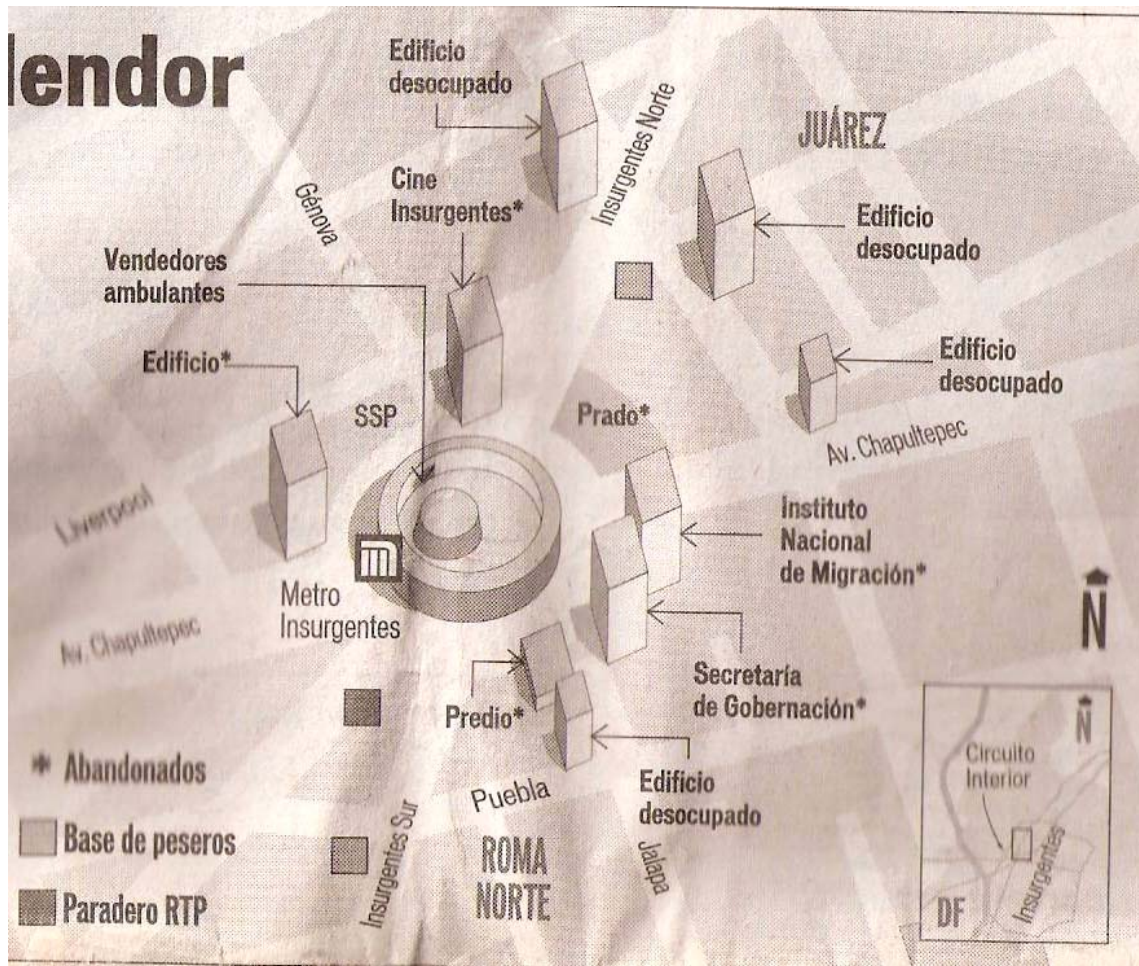 lendor
Edificio
desocupado
Insurgentes Norte
JUÁREZ
Génova
Cine
Insurgentes*
Edificio
desocupado
Vendedores
ambulantes
Edificio*
Edificio
desocupado
SSP
Prado*
Av. Chapultepec
Liverpool
Instituto
Nacional
de Migración*
Metro
Insurgentes
Av. Chapultepec
N
Secretaría
de Gobernación*
Predio*
* Abandonados
Base de peseros
Paradero RTP
Puebla
Edificio
desocupado
Insurgentes Sur
ROMA
NORTE
Jalapa
N
Circuito
Interior
Insurgentes
DF